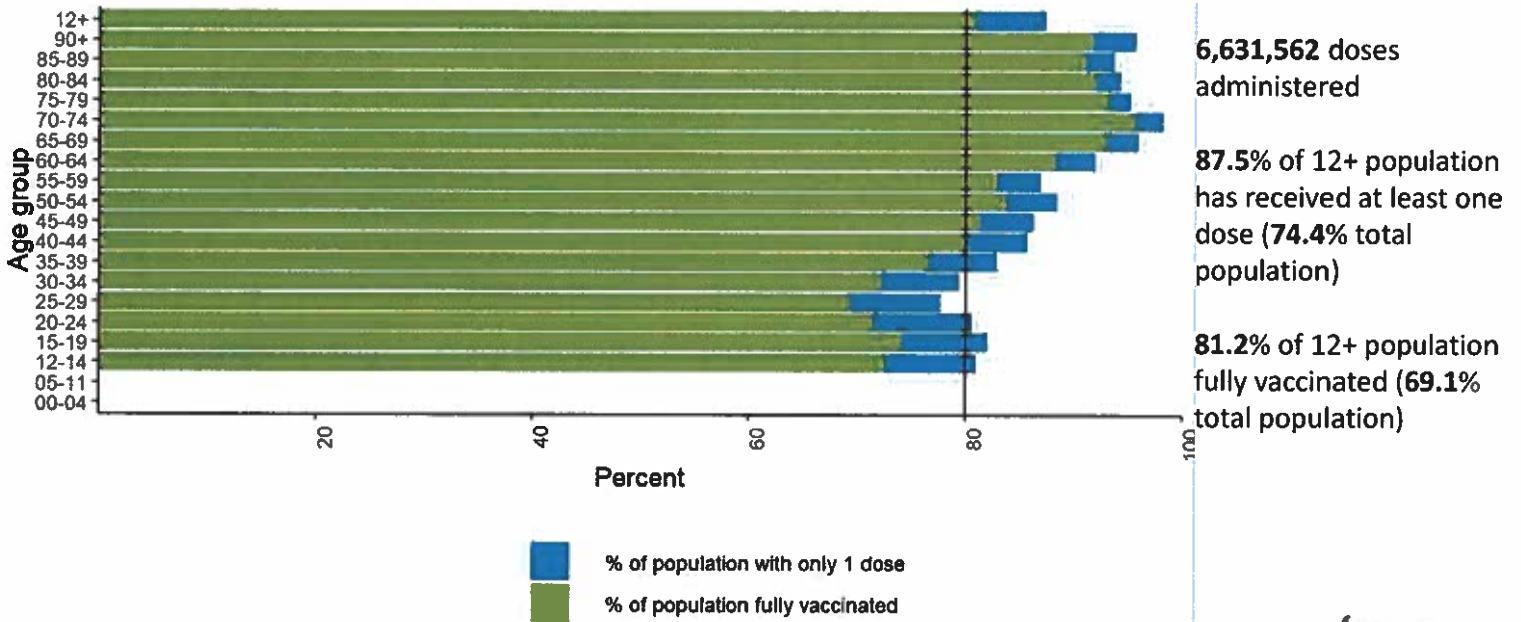 12+
90+
85-89
80-84
75-79
70-74
65-69
60-64
55-59
50-54
45-49
40-44
35-39
30-34
25-29
20-24
15-19
12-14
05-11
00-04
Age group
20
40
60
80
100
Percent
% of population with only 1 dose
% of population fully vaccinated
6,631,562 doses
administered
87.5% of 12+ population
has received at least one
dose (74.4% total
population)
81.2% of 12+ population
fully vaccinated (69.1%
total population)